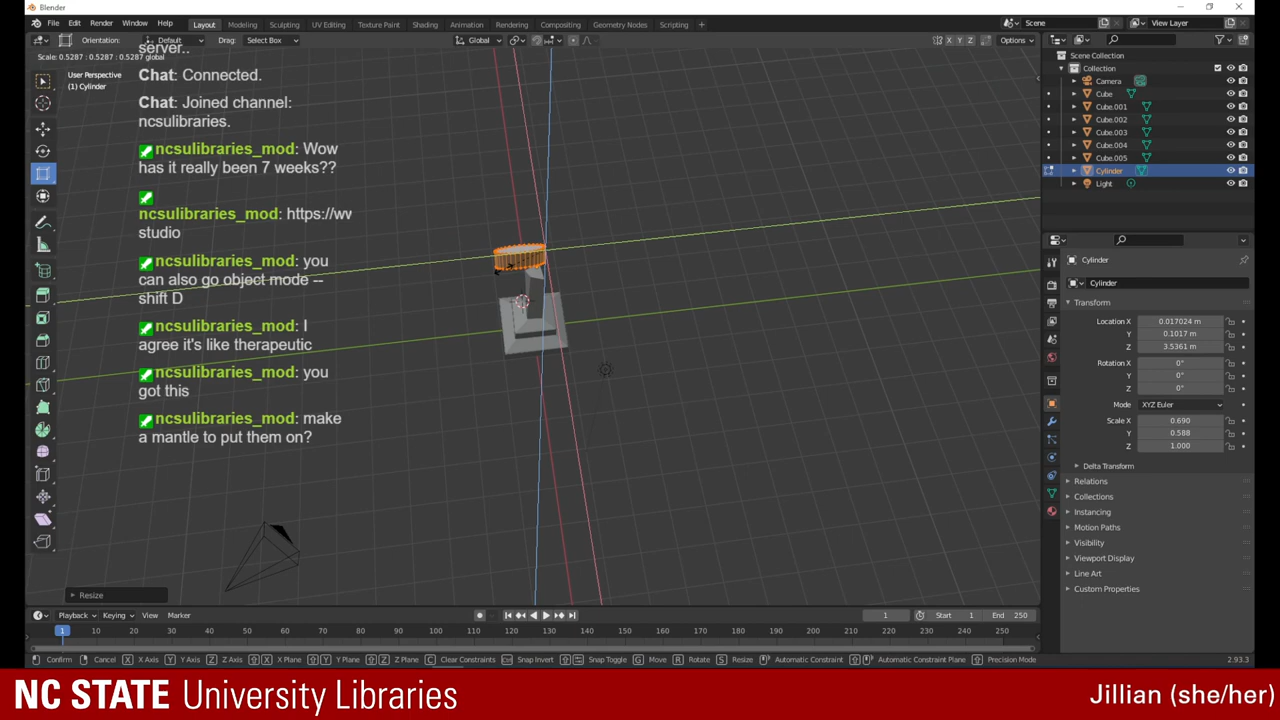 Blender
File Edit Render Window Help Layout Modeling Sculpting UV Editing Texture Paint Shading Animation Rendering Compositing Geometry Nodes Scripting + Scene View Layer
Orientation: Default Drag: Select Box Global X Y Z Options
Scale: 0.5287 : 0.5287 : 0.5287 global
User Perspective
(1) Cylinder
server..
Chat: Connected.
Chat: Joined channel:
ncsulibraries.
ncsulibraries_mod: Wow
has it really been 7 weeks??
ncsulibraries_mod: https://wv
studio
ncsulibraries_mod: you
can also go object mode --
shift D
ncsulibraries_mod: I
agree it's like therapeutic
ncsulibraries_mod: you
got this
ncsulibraries_mod: make
a mantle to put them on?
Resize
Scene Collection
Collection
Camera
Cube
Cube.001
Cube.002
Cube.003
Cube.004
Cube.005
Cylinder
Light
Cylinder
Cylinder
Transform
Location X 0.017024 m
Y 0.1017 m
Z 3.5361 m
Rotation X 0°
Y 0°
Z 0°
Mode XYZ Euler
Scale X 0.690
Y 0.588
Z 1.000
Delta Transform
Relations
Collections
Instancing
Motion Paths
Visibility
Viewport Display
Line Art
Custom Properties
Playback Keying View Marker 1 Start 1 End 250
1 10 20 30 40 50 60 70 80 90 100 110 120 130 140 150 160 170 180 190 200 210 220 230 240 250
Confirm Cancel X X Axis Y Y Axis Z Z Axis X X Plane Y Y Plane Z Z Plane C Clear Constraints Snap Invert Snap Toggle G Move R Rotate S Resize Automatic Constraint Automatic Constraint Plane Precision Mode 2.93.3
NC STATE University Libraries
Jillian (she/her)